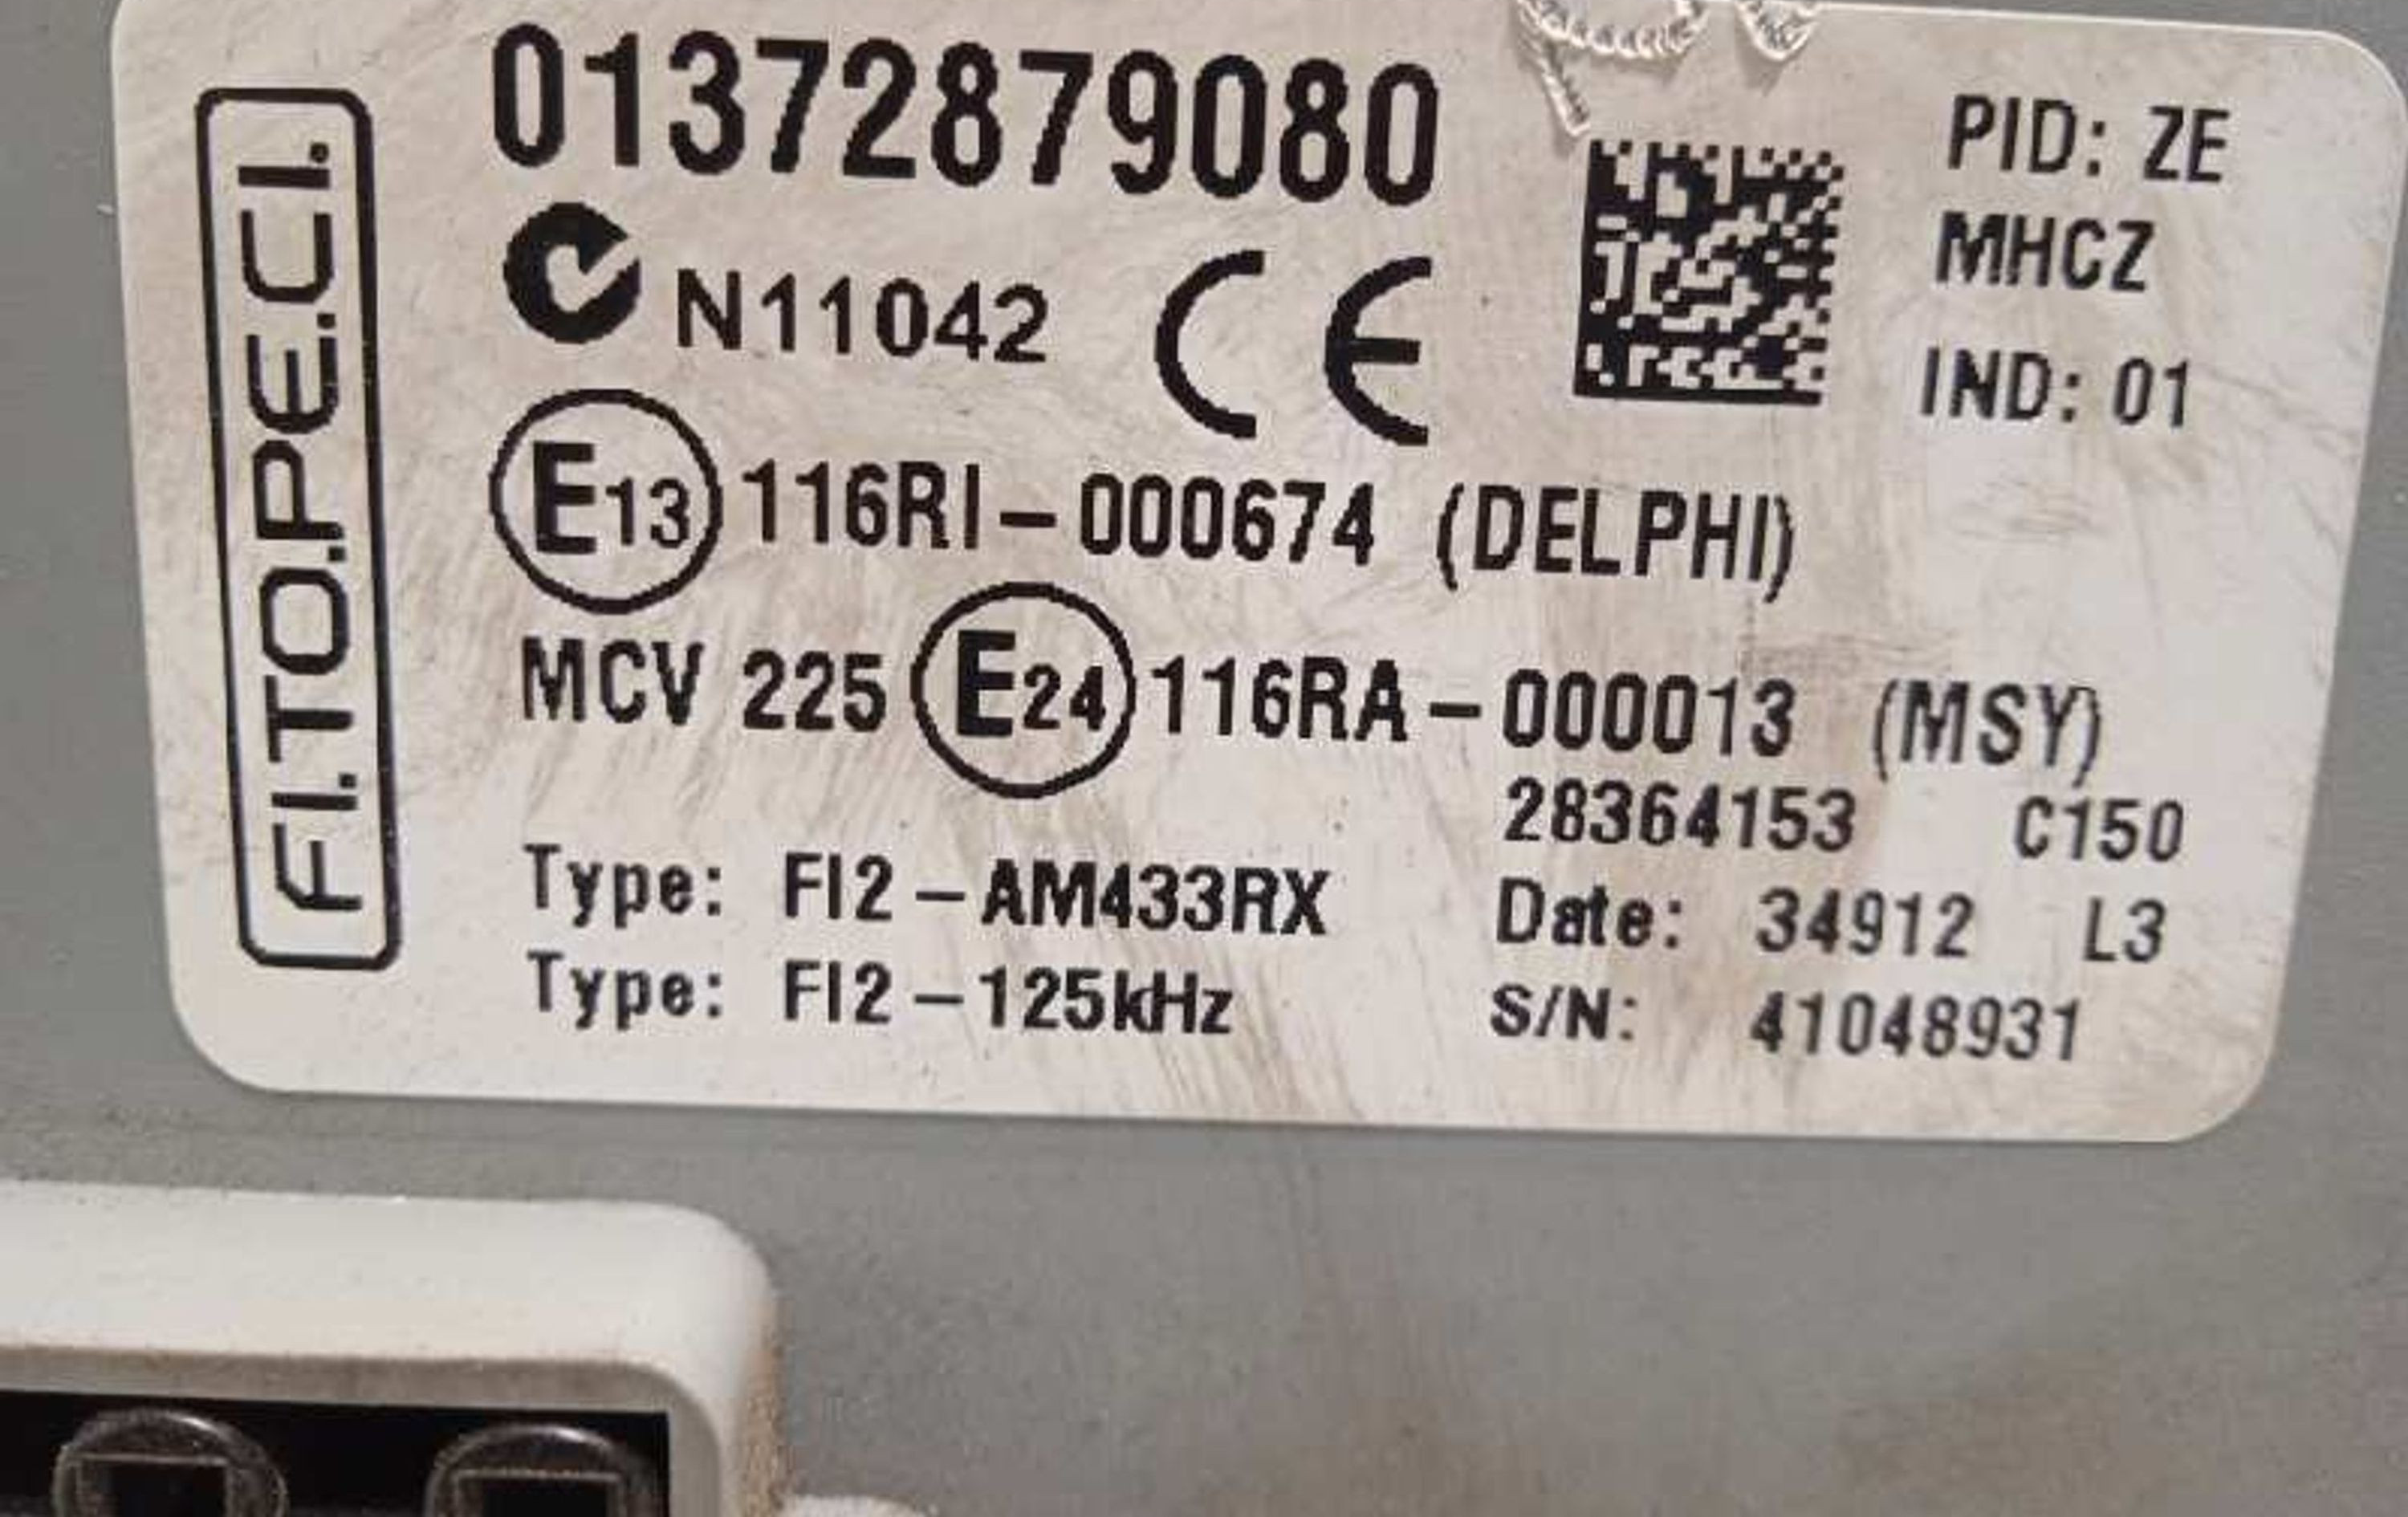 FI.TO.PE.C.I.
01372879080
N11042 CE
PID: ZE
MHCZ
IND: 01
E13 116RI-000674 (DELPHI)
MCV 225 E24 116RA-000013 (MSY)
28364153 C150
Type: FI2-AM433RX
Date: 34912 L3
Type: FI2-125kHz
S/N: 41048931